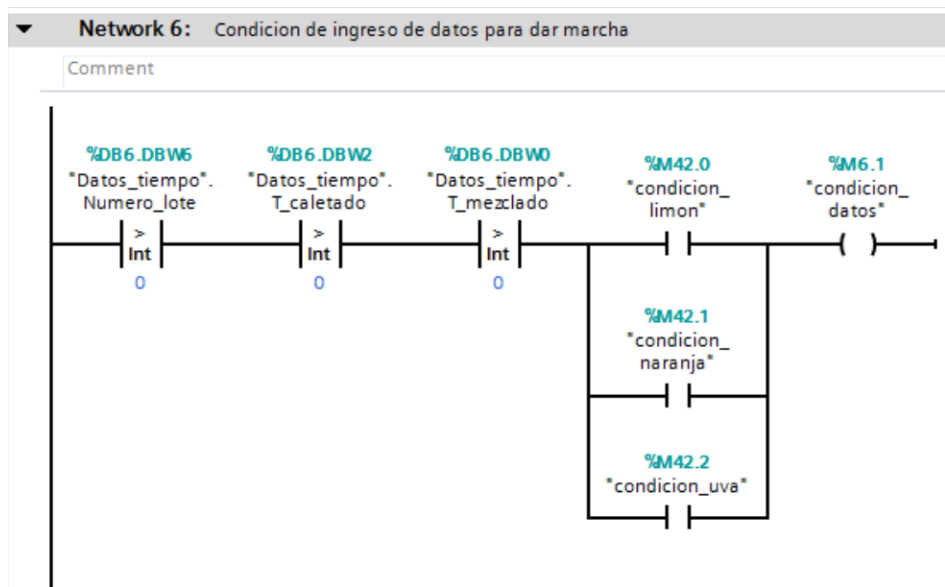 Network 6: Condicion de ingreso de datos para dar marcha
Comment
%DB6.DBW6
"Datos_tiempo".
Numero_lote
>
Int
0
%DB6.DBW2
"Datos_tiempo".
T_caletado
>
Int
0
%DB6.DBW0
"Datos_tiempo".
T_mezclado
>
Int
0
%M42.0
"condicion_
limon"
%M6.1
"condicion_
datos"
%M42.1
"condicion_
naranja"
%M42.2
"condicion_uva"